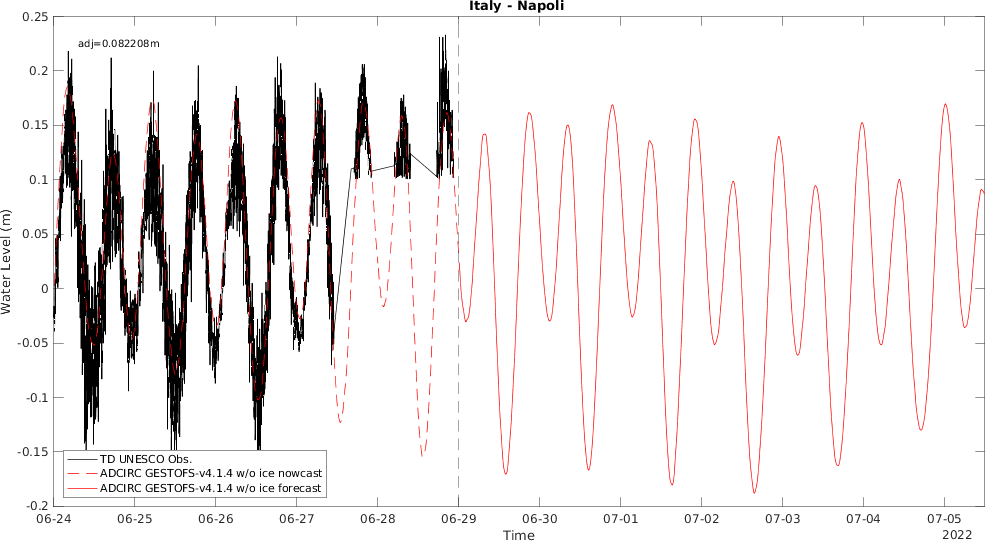 Italy - Napoli
adj=0.082208m
0.25
0.2
0.15
0.1
0.05
0
-0.05
-0.1
-0.15
-0.2
Water Level (m)
TD UNESCO Obs.
ADCIRC GESTOFS-v4.1.4 w/o ice nowcast
ADCIRC GESTOFS-v4.1.4 w/o ice forecast
06-24 06-25 06-26 06-27 06-28 06-29 06-30 07-01 07-02 07-03 07-04 07-05
Time
2022